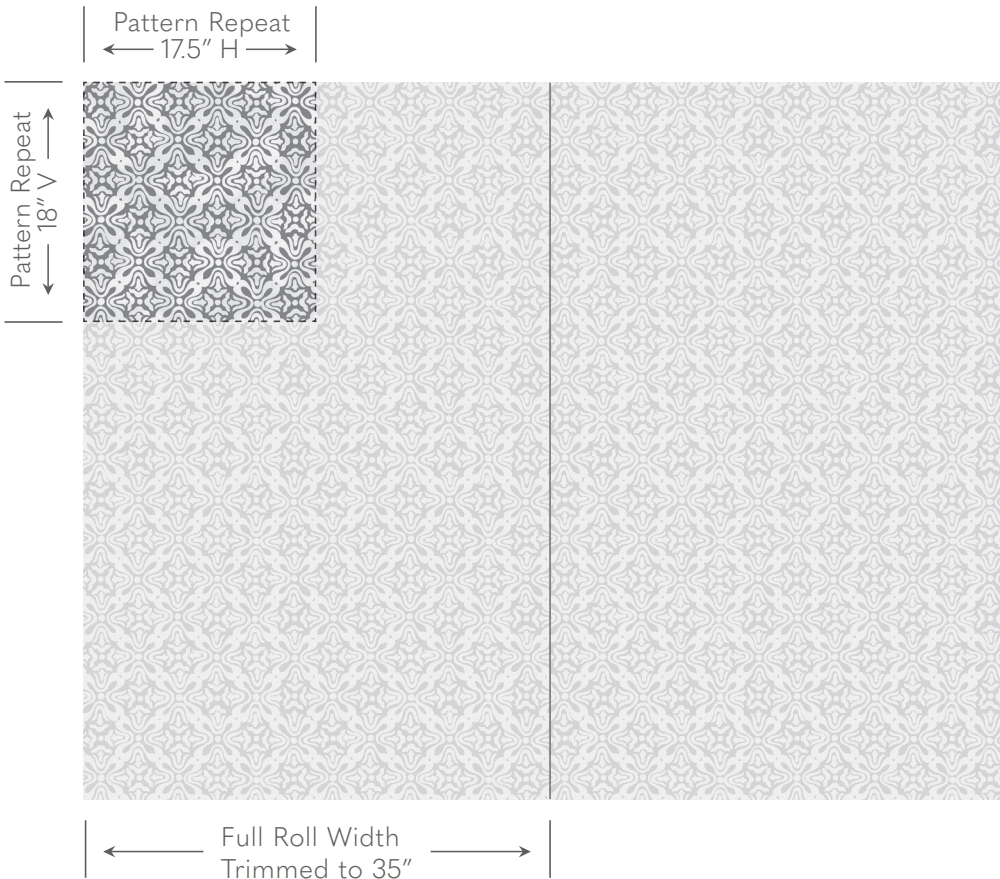 Pattern Repeat
17.5” H
Pattern Repeat
18” V
Full Roll Width
Trimmed to 35”